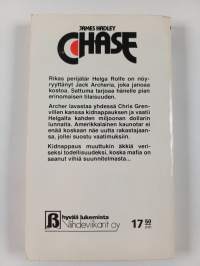 JAMES HADLEY
CHASE
Rikas perijätär Helga Rolfe on nöy-
ryyttänyt Jack Archeria, joka janoaa
kostoa. Sattuma tarjoaa hänelle pian
erinomaisen tilaisuuden.
Archer lavastaa yhdessä Chris Gren-
villen kanssa kidnappauksen ja vaatii
Helgalta kahden miljoonan dollarin
lunnaita. Amerikkalainen kaunotar ei
enää koskaan näe uutta rakastajaan-
sa, jollei suostu vaatimuksiin.
Kidnappaus muuttukin äkkiä veri-
seksi todellisuudeksi, koska mafia on
saanut vihiä suunnitelmasta...
hyvää lukemista
Viihdeviikarit oy
17 50